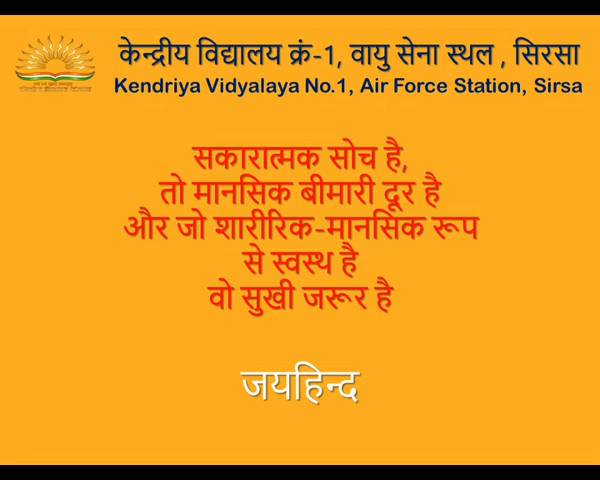 केन्द्रीय विद्यालय क्रं-1, वायु सेना स्थल , सिरसा
Kendriya Vidyalaya No.1, Air Force Station, Sirsa
सकारात्मक सोच है,
तो मानसिक बीमारी दूर है
और जो शारीरिक-मानसिक रूप
से स्वस्थ है
वो सुखी जरूर है
जयहिन्द